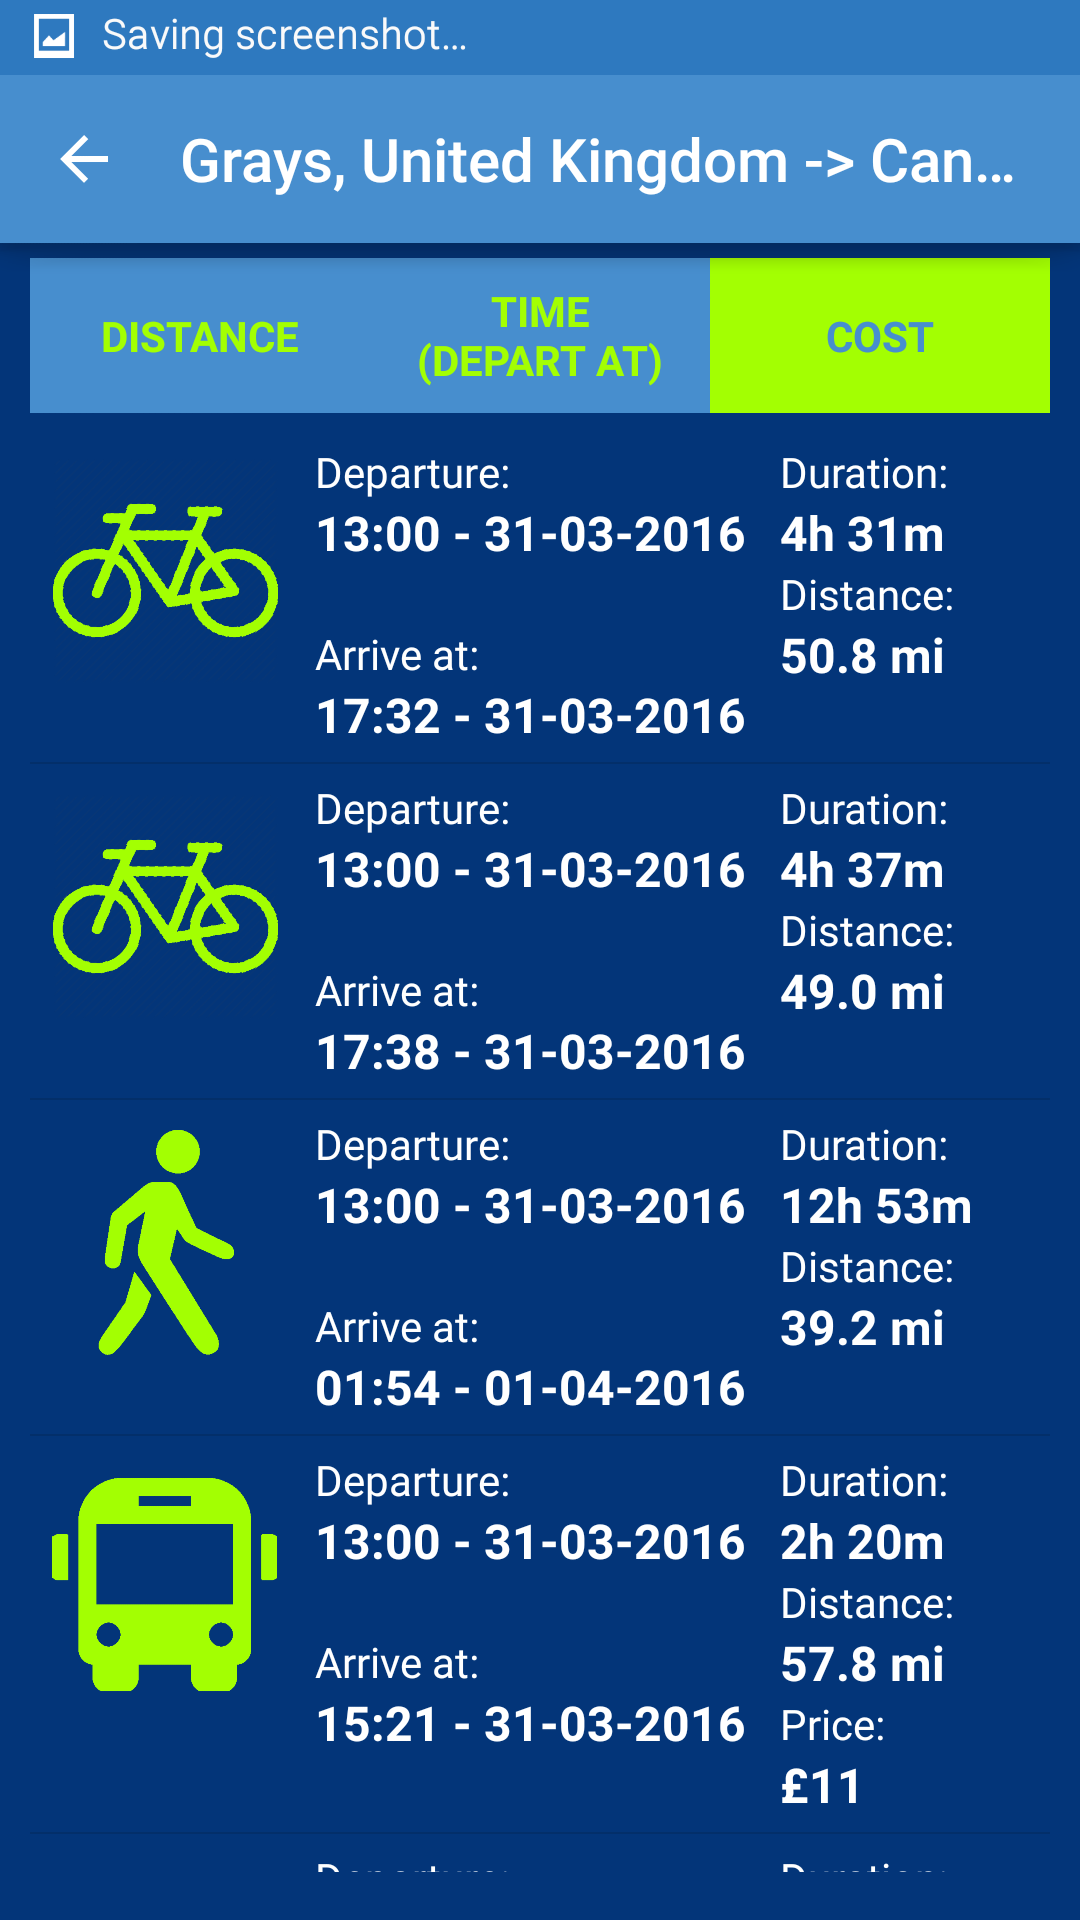 Saving screenshot...
Grays, United Kingdom -> Can...
DISTANCE
TIME
(DEPART AT)
COST
Departure:
13:00 - 31-03-2016
Arrive at:
17:32 - 31-03-2016
Duration:
4h 31m
Distance:
50.8 mi
Departure:
13:00 - 31-03-2016
Arrive at:
17:38 - 31-03-2016
Duration:
4h 37m
Distance:
49.0 mi
Departure:
13:00 - 31-03-2016
Arrive at:
01:54 - 01-04-2016
Duration:
12h 53m
Distance:
39.2 mi
Departure:
13:00 - 31-03-2016
Arrive at:
15:21 - 31-03-2016
Duration:
2h 20m
Distance:
57.8 mi
Price:
£11
Departure:
Duration: